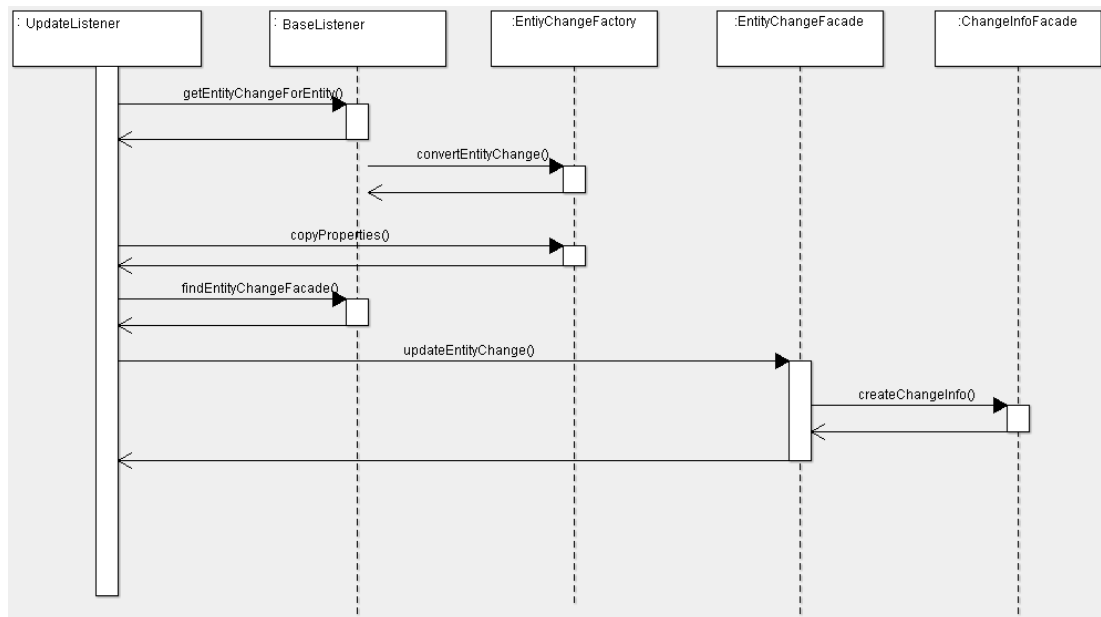 : UpdateListener
: BaseListener
:EntiyChangeFactory
:EntityChangeFacade
:ChangeInfoFacade
getEntityChangeForEntity()
convertEntityChange()
copyProperties()
findEntityChangeFacade()
updateEntityChange()
createChangeInfo()